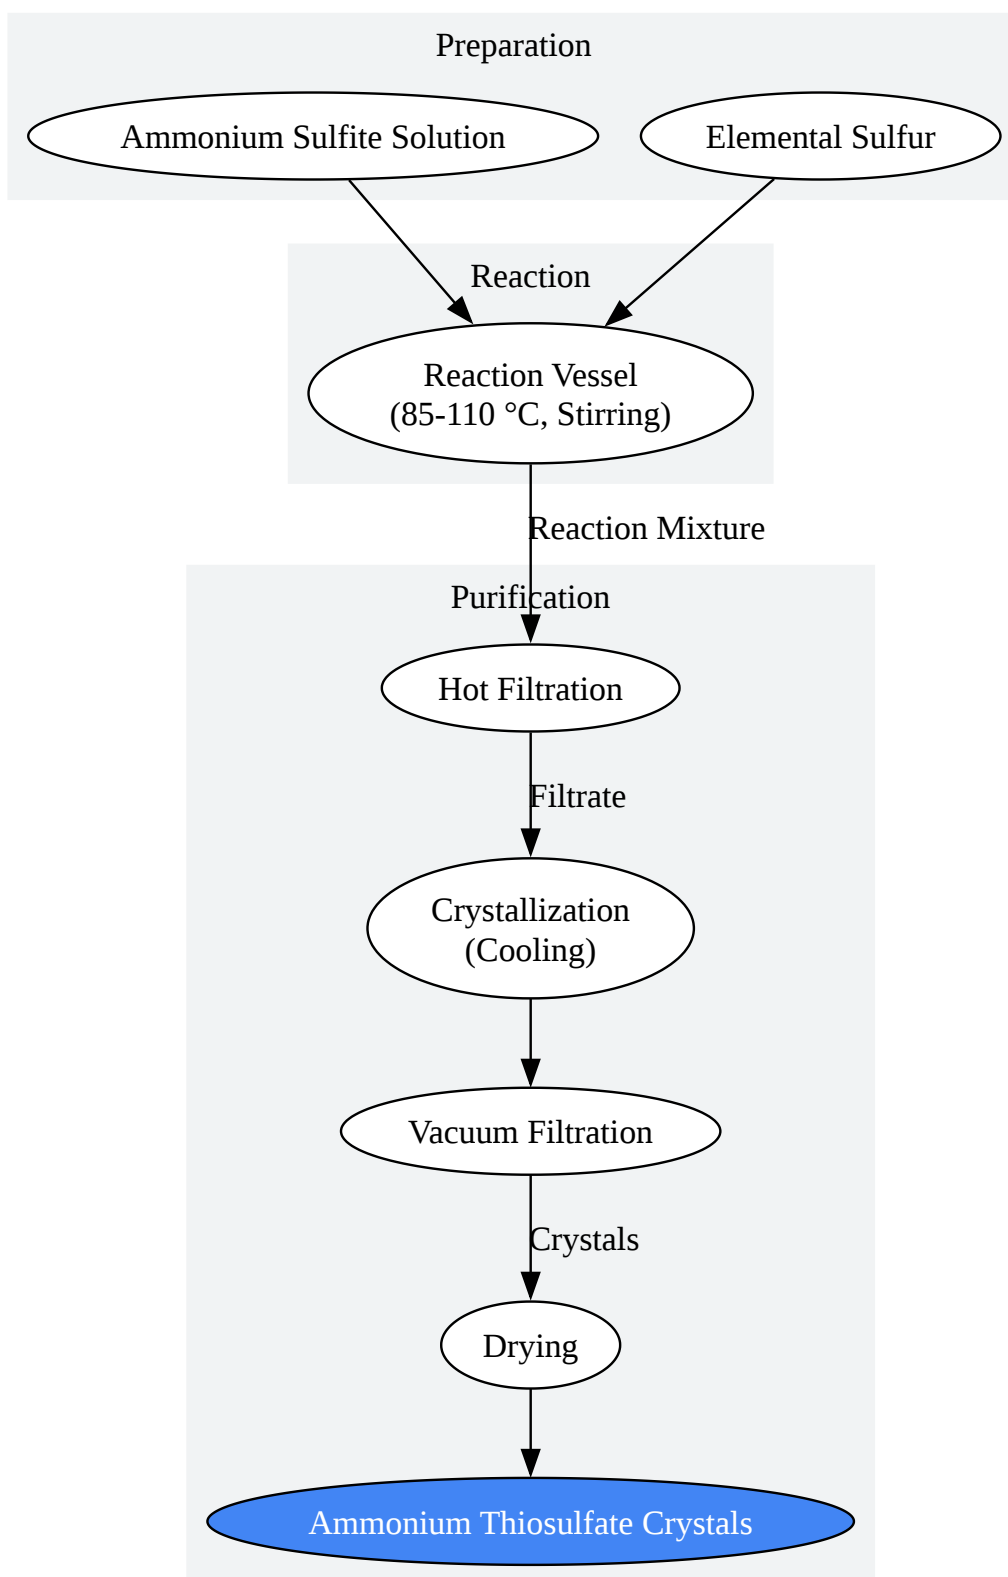 Preparation
Ammonium Sulfite Solution
Elemental Sulfur
Reaction
Reaction Vessel
(85-110 °C, Stirring)
Reaction Mixture
Purification
Hot Filtration
Filtrate
Crystallization
(Cooling)
Vacuum Filtration
Crystals
Drying
Ammonium Thiosulfate Crystals